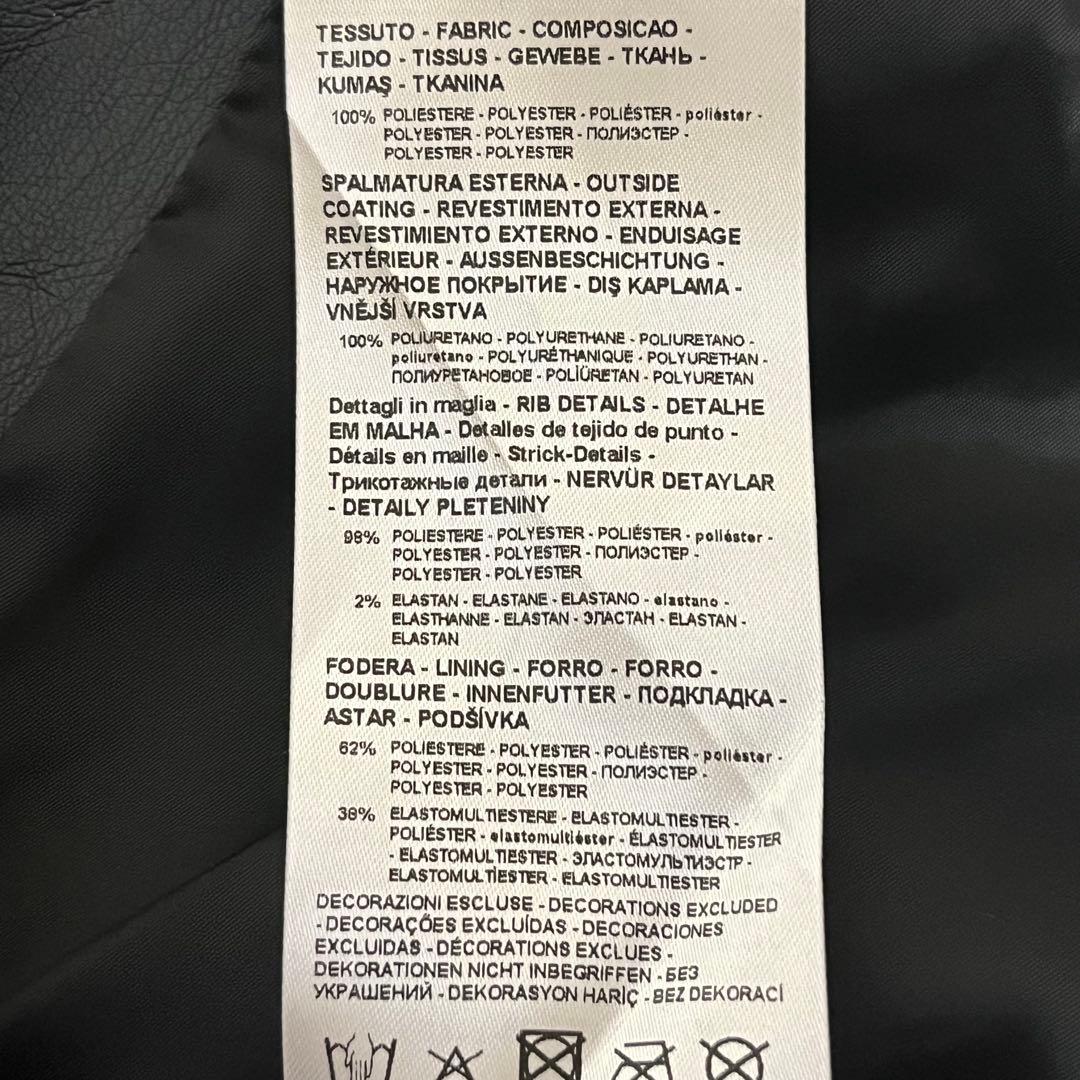 TESSUTO - FABRIC - COMPOSICAO -
TEJIDO - TISSUS - GEWEBE - ТКАНЬ -
KUMAŞ - TKANINA
100% POLIESTERE - POLYESTER - POLIÉSTER - poliéster -
POLYESTER - POLYESTER - ПОЛИЭСТЕР -
POLYESTER - POLYESTER
SPALMATURA ESTERNA - OUTSIDE
COATING - REVESTIMENTO EXTERNA -
REVESTIMIENTO EXTERNO - ENDUISAGE
EXTÉRIEUR - AUSSENBESCHICHTUNG -
НАРУЖНОЕ ПОКРЫТИЕ - DIŞ KAPLAMA -
VNĚJŠÍ VRSTVA
100% POLIURETANO - POLYURETHANE - POLIURETANO -
poliuretano - POLYURÉTHANIQUE - POLYURETHAN -
ПОЛИУРЕТАНОВОЕ - POLİÜRETAN - POLYURETAN
Dettagli in maglia - RIB DETAILS - DETALHE
EM MALHA - Detalles de tejido de punto -
Détails en maille - Strick-Details -
Трикотажные детали - NERVÜR DETAYLAR
- DETAILY PLETENINY
98% POLIESTERE - POLYESTER - POLIÉSTER - poliéster -
POLYESTER - POLYESTER - ПОЛИЭСТЕР -
POLYESTER - POLYESTER
2% ELASTAN - ELASTANE - ELASTANO - elastano -
ELASTHANNE - ELASTAN - ЭЛАСТАН - ELASTAN -
ELASTAN
FODERA - LINING - FORRO - FORRO -
DOUBLURE - INNENFUTTER - ПОДКЛАДКА -
ASTAR - PODŠÍVKA
62% POLIESTERE - POLYESTER - POLIÉSTER - poliéster -
POLYESTER - POLYESTER - ПОЛИЭСТЕР -
POLYESTER - POLYESTER
38% ELASTOMULTIESTERE - ELASTOMULTIESTER -
POLIÉSTER - elastomultiéster - ÉLASTOMULTIESTER
- ELASTOMULTIESTER - ЭЛАСТОМУЛЬТИЭСТР -
ELASTOMULTİESTER - ELASTOMULTIESTER
DECORAZIONI ESCLUSE - DECORATIONS EXCLUDED
- DECORAÇÕES EXCLUÍDAS - DECORACIONES
EXCLUIDAS - DÉCORATIONS EXCLUES -
DEKORATIONEN NICHT INBEGRIFFEN - БЕЗ
УКРАШЕНИЙ - DEKORASYON HARİÇ - BEZ DEKORACÍ